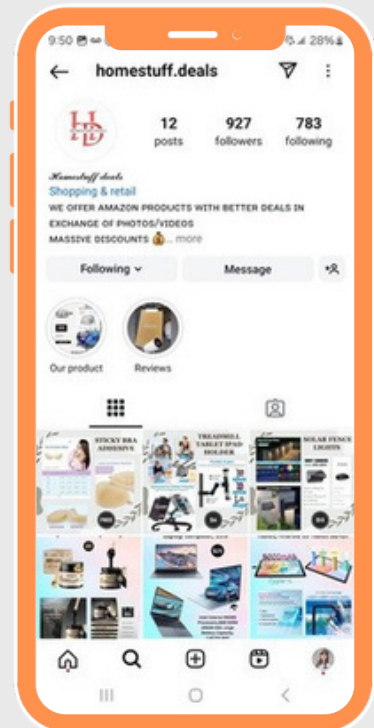 9:50
28%
homestuff.deals
HD
12
927
783
posts
followers
following
Homestuff deals
Shopping & retail
WE OFFER AMAZON PRODUCTS WITH BETTER DEALS IN
EXCHANGE OF PHOTOS/VIDEOS
MASSIVE DISCOUNTS 💰... more
Following
Message
Our product
Reviews
STICKY BRA
ADHESIVE
FREE
TREADMILL
TABLET IPAD
HOLDER
SOLAR FENCE
LIGHTS